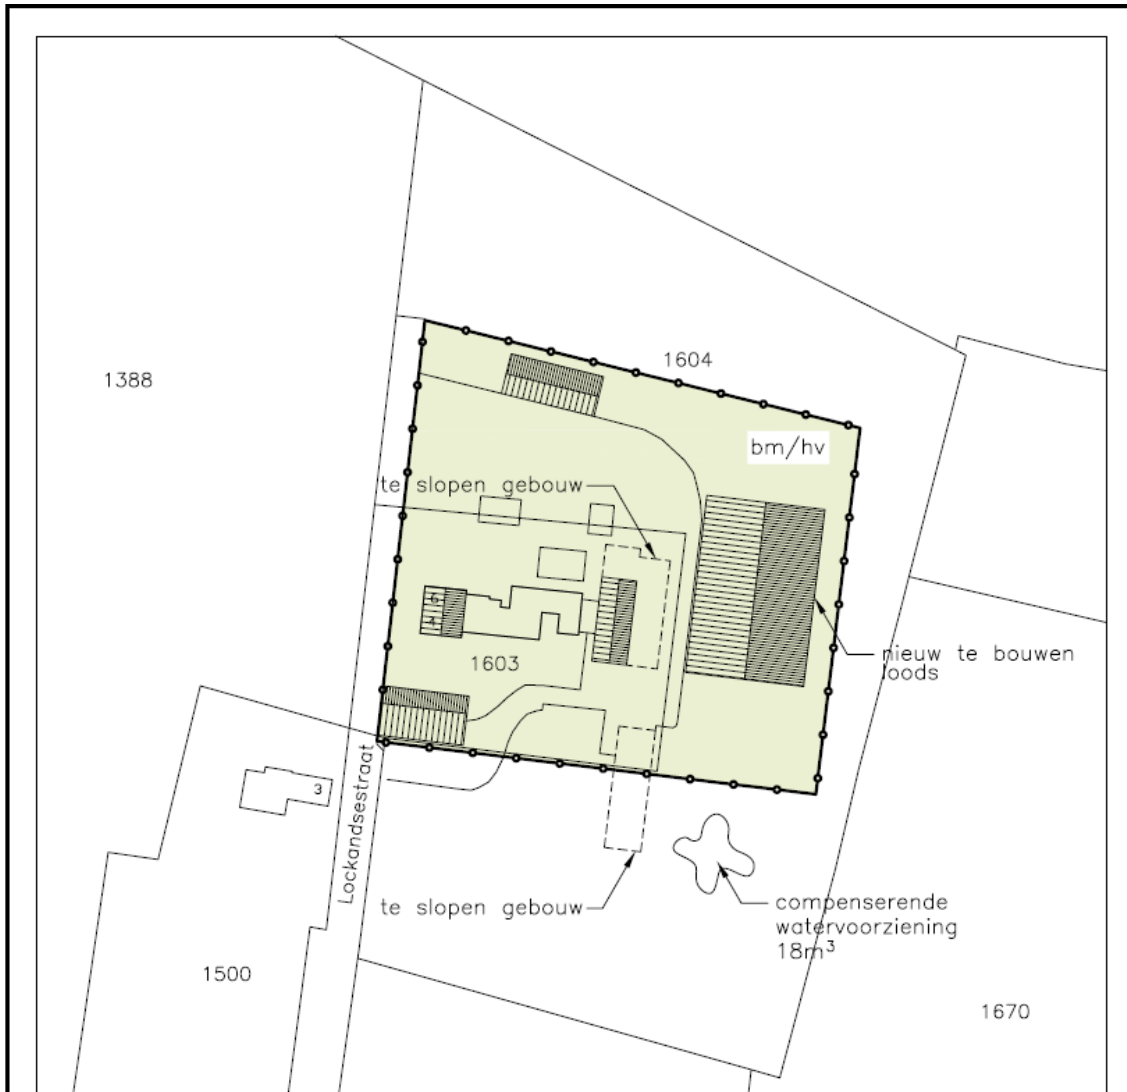 1604
1388
bm/hv
te slopen gebouw
6
4
nieuw te bouwen
loods
1603
Lockandsestraat
3
te slopen gebouw
compenserende
watervoorziening
18m³
1500
1670